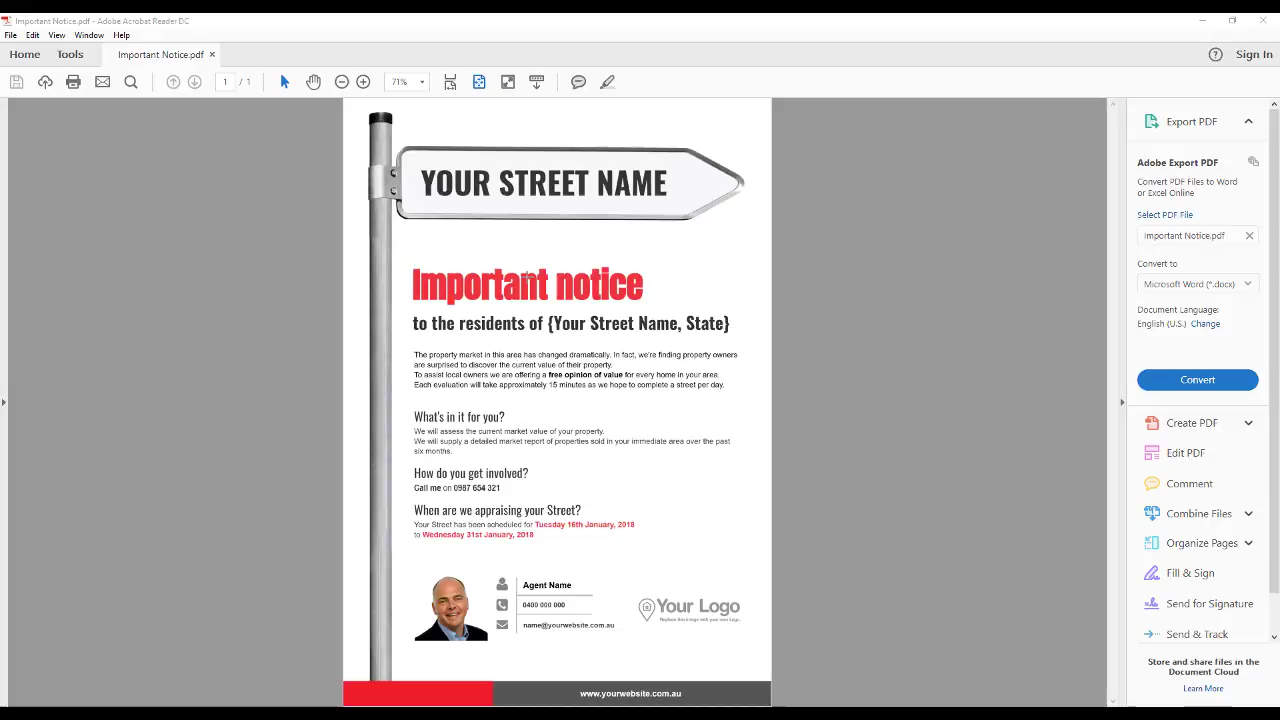 Important Notice.pdf - Adobe Acrobat Reader DC
File Edit View Window Help
Home Tools Important Notice.pdf × Sign In
1 / 1 71%
YOUR STREET NAME
Important notice
to the residents of {Your Street Name, State}
The property market in this area has changed dramatically. In fact, we're finding property owners
are surprised to discover the current value of their property.
To assist local owners we are offering a free opinion of value for every home in your area.
Each evaluation will take approximately 15 minutes as we hope to complete a street per day.
What's in it for you?
We will assess the current market value of your property.
We will supply a detailed market report of properties sold in your immediate area over the past
six months.
How do you get involved?
Call me on 0987 654 321
When are we appraising your Street?
Your Street has been scheduled for Tuesday 16th January, 2018
to Wednesday 31st January, 2018
Agent Name
0400 000 000
name@yourwebsite.com.au
Your Logo
Replace this image with your own Logo.
www.yourwebsite.com.au
Export PDF
Adobe Export PDF
Convert PDF Files to Word
or Excel Online
Select PDF File
Important Notice.pdf
Convert to
Microsoft Word (*.docx)
Document Language:
English (U.S.) Change
Convert
Create PDF
Edit PDF
Comment
Combine Files
Organize Pages
Fill & Sign
Send for Signature
Send & Track
Store and share files in the
Document Cloud
Learn More